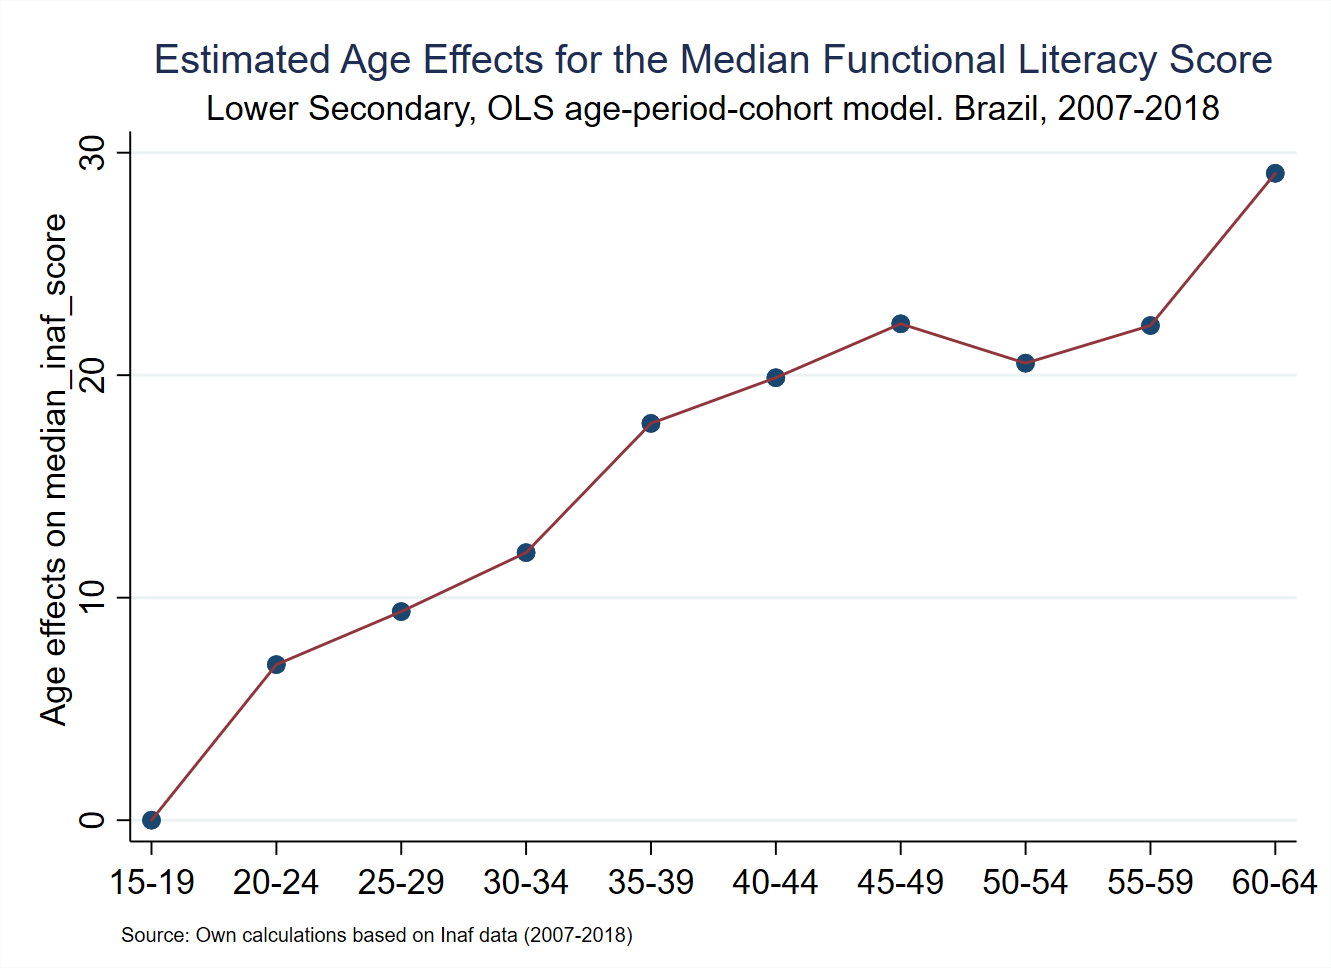 Estimated Age Effects for the Median Functional Literacy Score
Lower Secondary, OLS age-period-cohort model. Brazil, 2007-2018
Age effects on median_inaf_score
30
20
10
0
15-19 20-24 25-29 30-34 35-39 40-44 45-49 50-54 55-59 60-64
Source: Own calculations based on Inaf data (2007-2018)